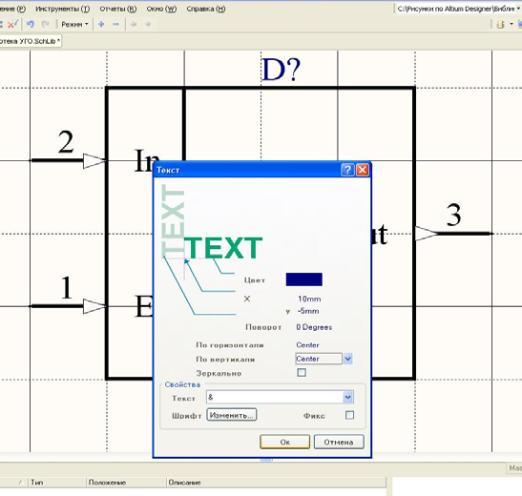 Инструменты (T) Отчеты (R) Окно (W) Справка (H) C:\Рисунки по Album Designer\Библи
Режим
отека УГО.SchLib *
D?
2
In
3
ut
1
E
Текст
TEXT
TEXT
Цвет
X 10mm
y -5mm
Поворот 0 Degrees
По горизонтали Center
По вертикали Center
Зеркально
Свойства
Текст &
Шрифт Изменить... Фикс
Ок Отмена
Тип Положение Описание